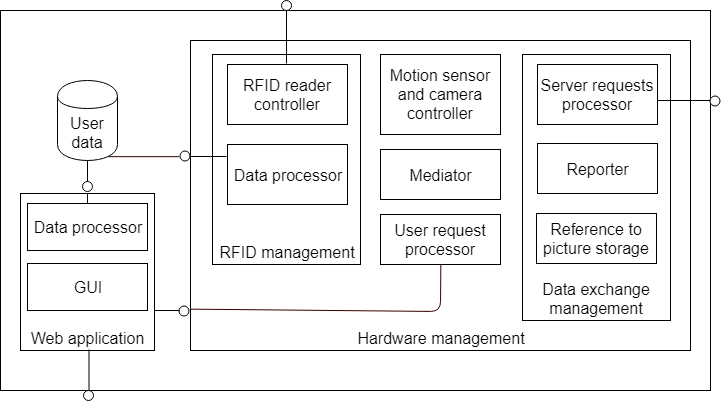 RFID reader
controller
Motion sensor
and camera
controller
Server requests
processor
User
data
Data processor
Mediator
Reporter
Data processor
User request
processor
Reference to
picture storage
RFID management
GUI
Data exchange
management
Web application
Hardware management